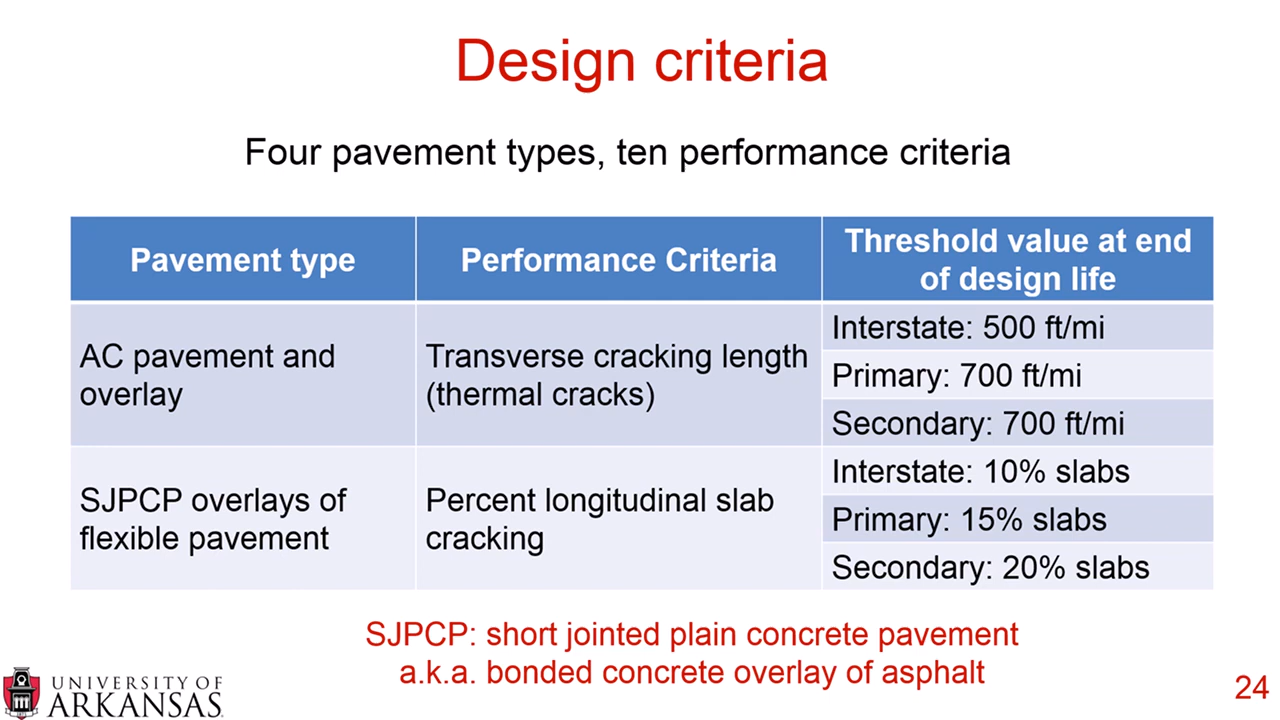 Design criteria
Four pavement types, ten performance criteria
Pavement type
Performance Criteria
Threshold value at end
of design life
AC pavement and
overlay
Transverse cracking length
(thermal cracks)
Interstate: 500 ft/mi
Primary: 700 ft/mi
Secondary: 700 ft/mi
SJPCP overlays of
flexible pavement
Percent longitudinal slab
cracking
Interstate: 10% slabs
Primary: 15% slabs
Secondary: 20% slabs
SJPCP: short jointed plain concrete pavement
a.k.a. bonded concrete overlay of asphalt
UNIVERSITY OF
ARKANSAS
24